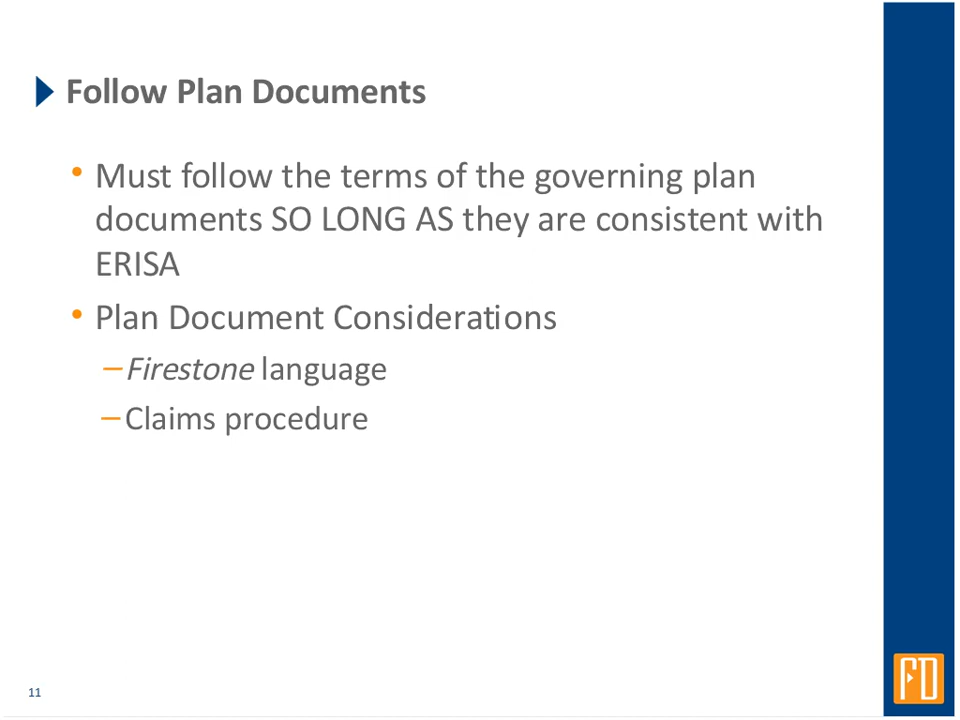 Follow Plan Documents
• Must follow the terms of the governing plan
documents SO LONG AS they are consistent with
ERISA
• Plan Document Considerations
–Firestone language
–Claims procedure
11
FD